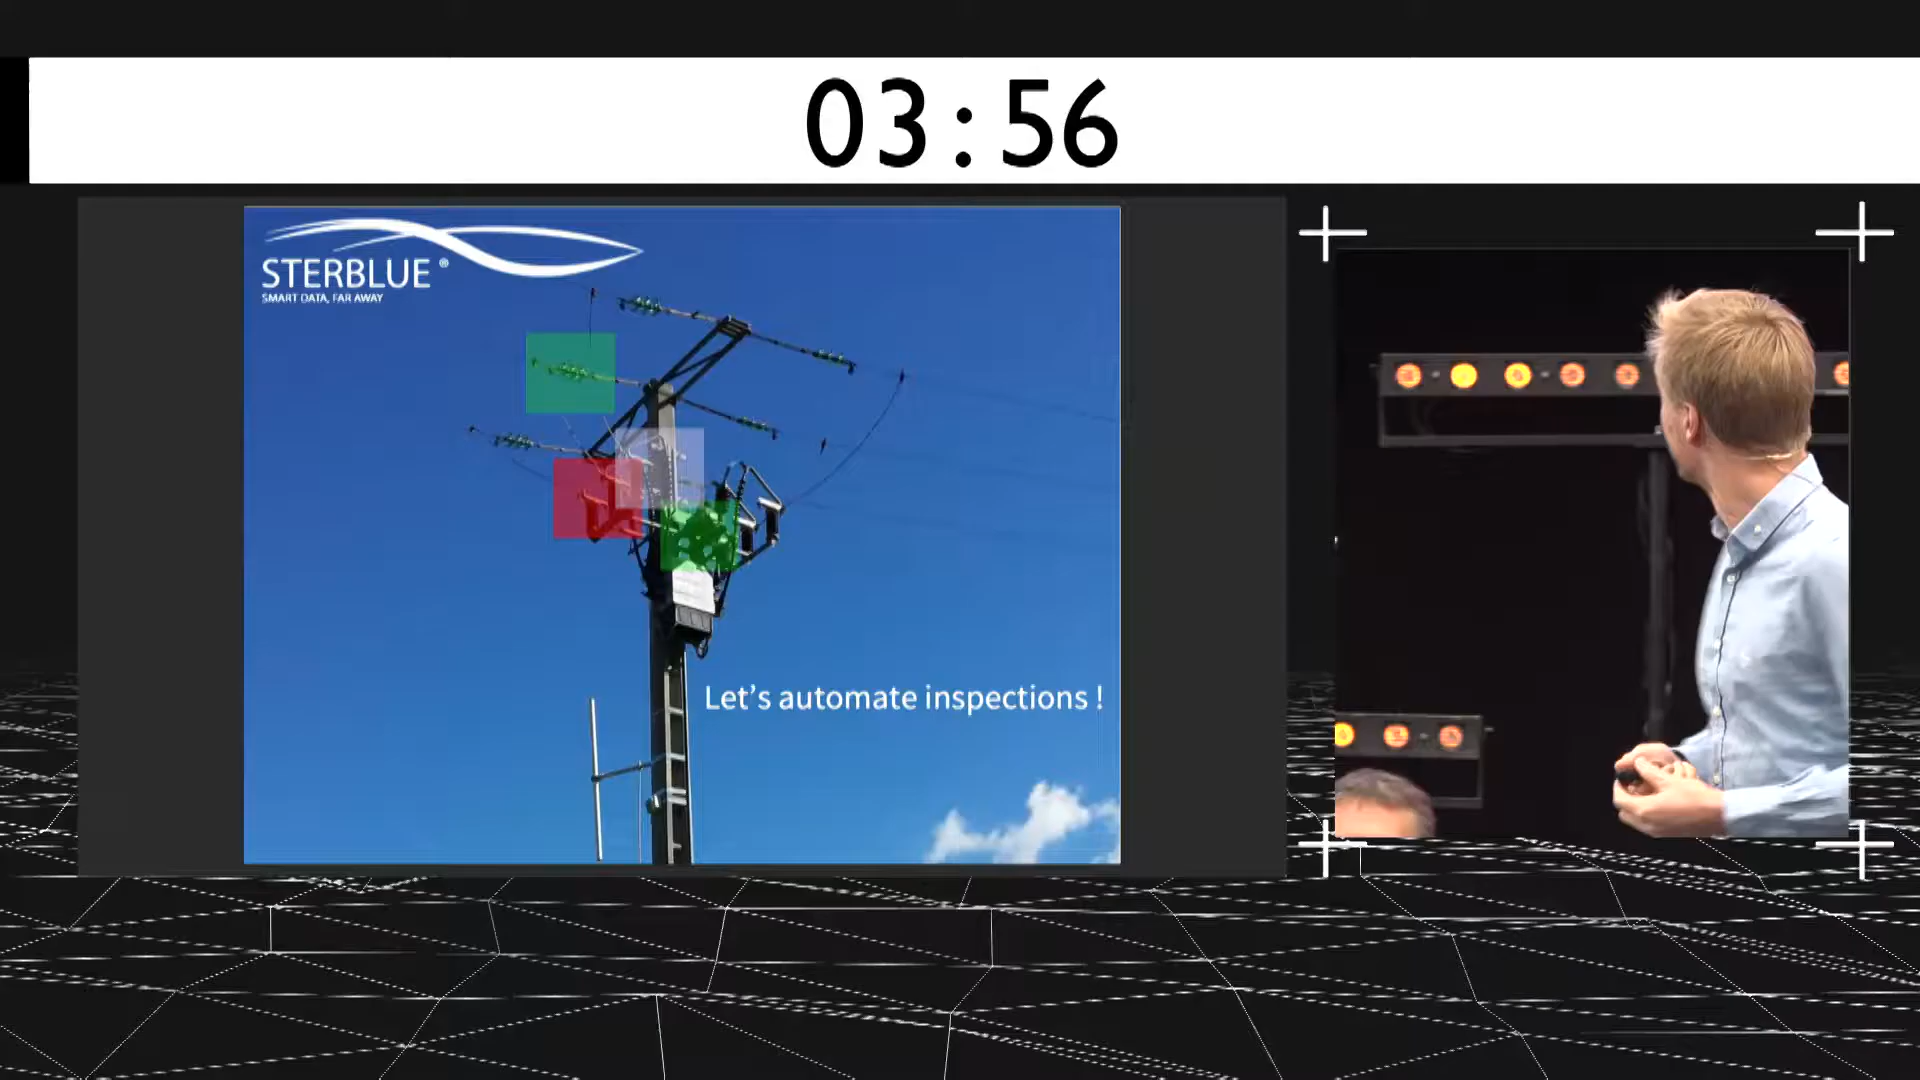 03:56
STERBLUE ®
SMART DATA, FAR AWAY
Let's automate inspections !